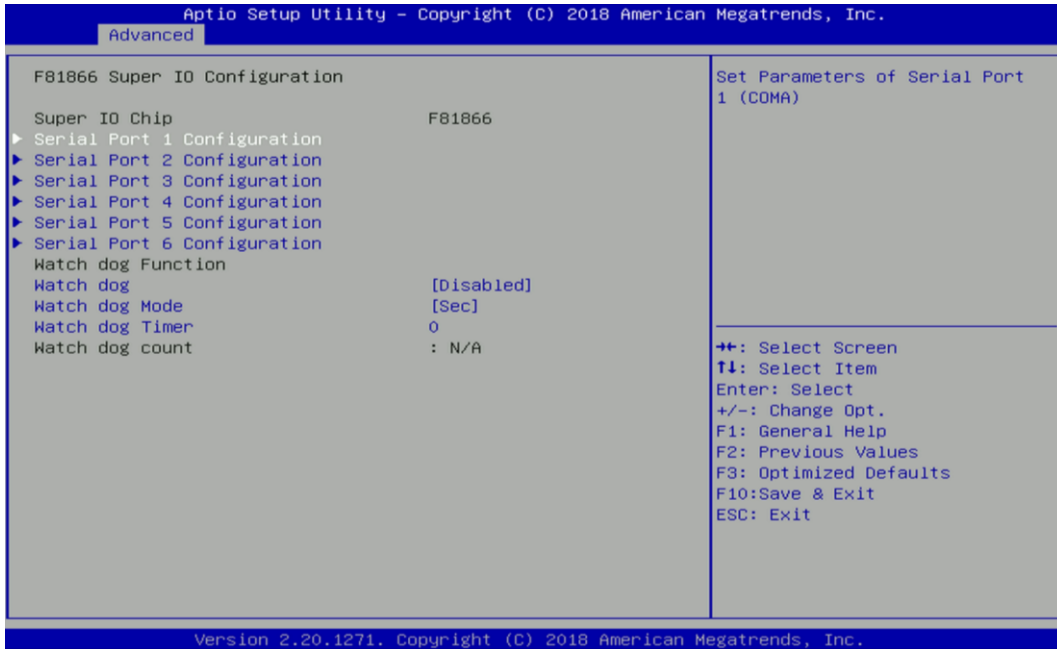 Aptio Setup Utility – Copyright (C) 2018 American Megatrends, Inc.
Advanced
F81866 Super IO Configuration
Super IO Chip F81866
Serial Port 1 Configuration
Serial Port 2 Configuration
Serial Port 3 Configuration
Serial Port 4 Configuration
Serial Port 5 Configuration
Serial Port 6 Configuration
Watch dog Function
Watch dog [Disabled]
Watch dog Mode [Sec]
Watch dog Timer 0
Watch dog count : N/A
Set Parameters of Serial Port
1 (COMA)
→←: Select Screen
↑↓: Select Item
Enter: Select
+/-: Change Opt.
F1: General Help
F2: Previous Values
F3: Optimized Defaults
F10:Save & Exit
ESC: Exit
Version 2.20.1271. Copyright (C) 2018 American Megatrends, Inc.